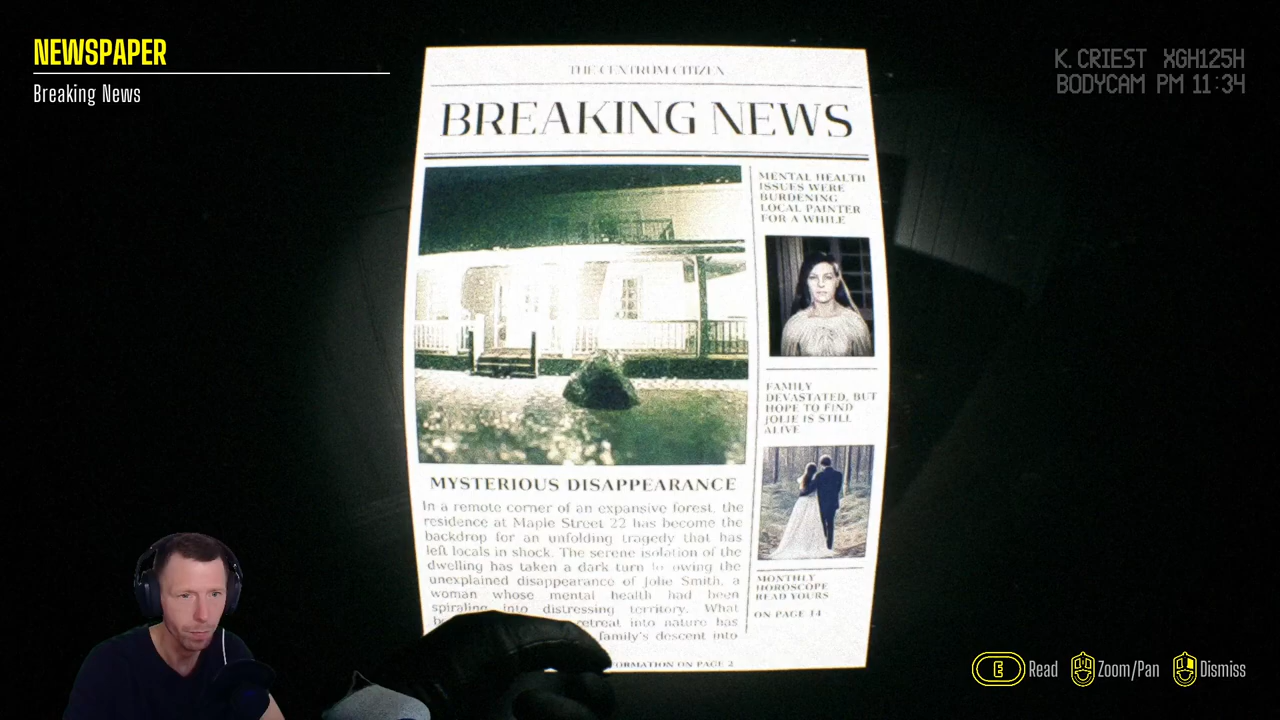 NEWSPAPER
Breaking News
K. CRIEST XGH125H
BODYCAM PM 11:34
THE CENTRUM CITIZEN
BREAKING NEWS
MYSTERIOUS DISAPPEARANCE
In a remote corner of an expansive forest, the
residence at Maple Street 22 has become the
backdrop for an unfolding tragedy that has
left locals in shock. The serene isolation of the
dwelling has taken a dark turn owing the
unexplained disappearance of Jolie Smith, a
woman whose mental health had been
spiraling into distressing territory. What
retreat into nature has
family's descent into
ON PAGE 2
MENTAL HEALTH
ISSUES WERE
BURDENING
LOCAL PAINTER
FOR A WHILE
FAMILY
DEVASTATED, BUT
HOPE TO FIND
JOLIE IS STILL
ALIVE
MONTHLY
HOROSCOPE
READ YOURS
ON PAGE 14
E Read Zoom/Pan Dismiss